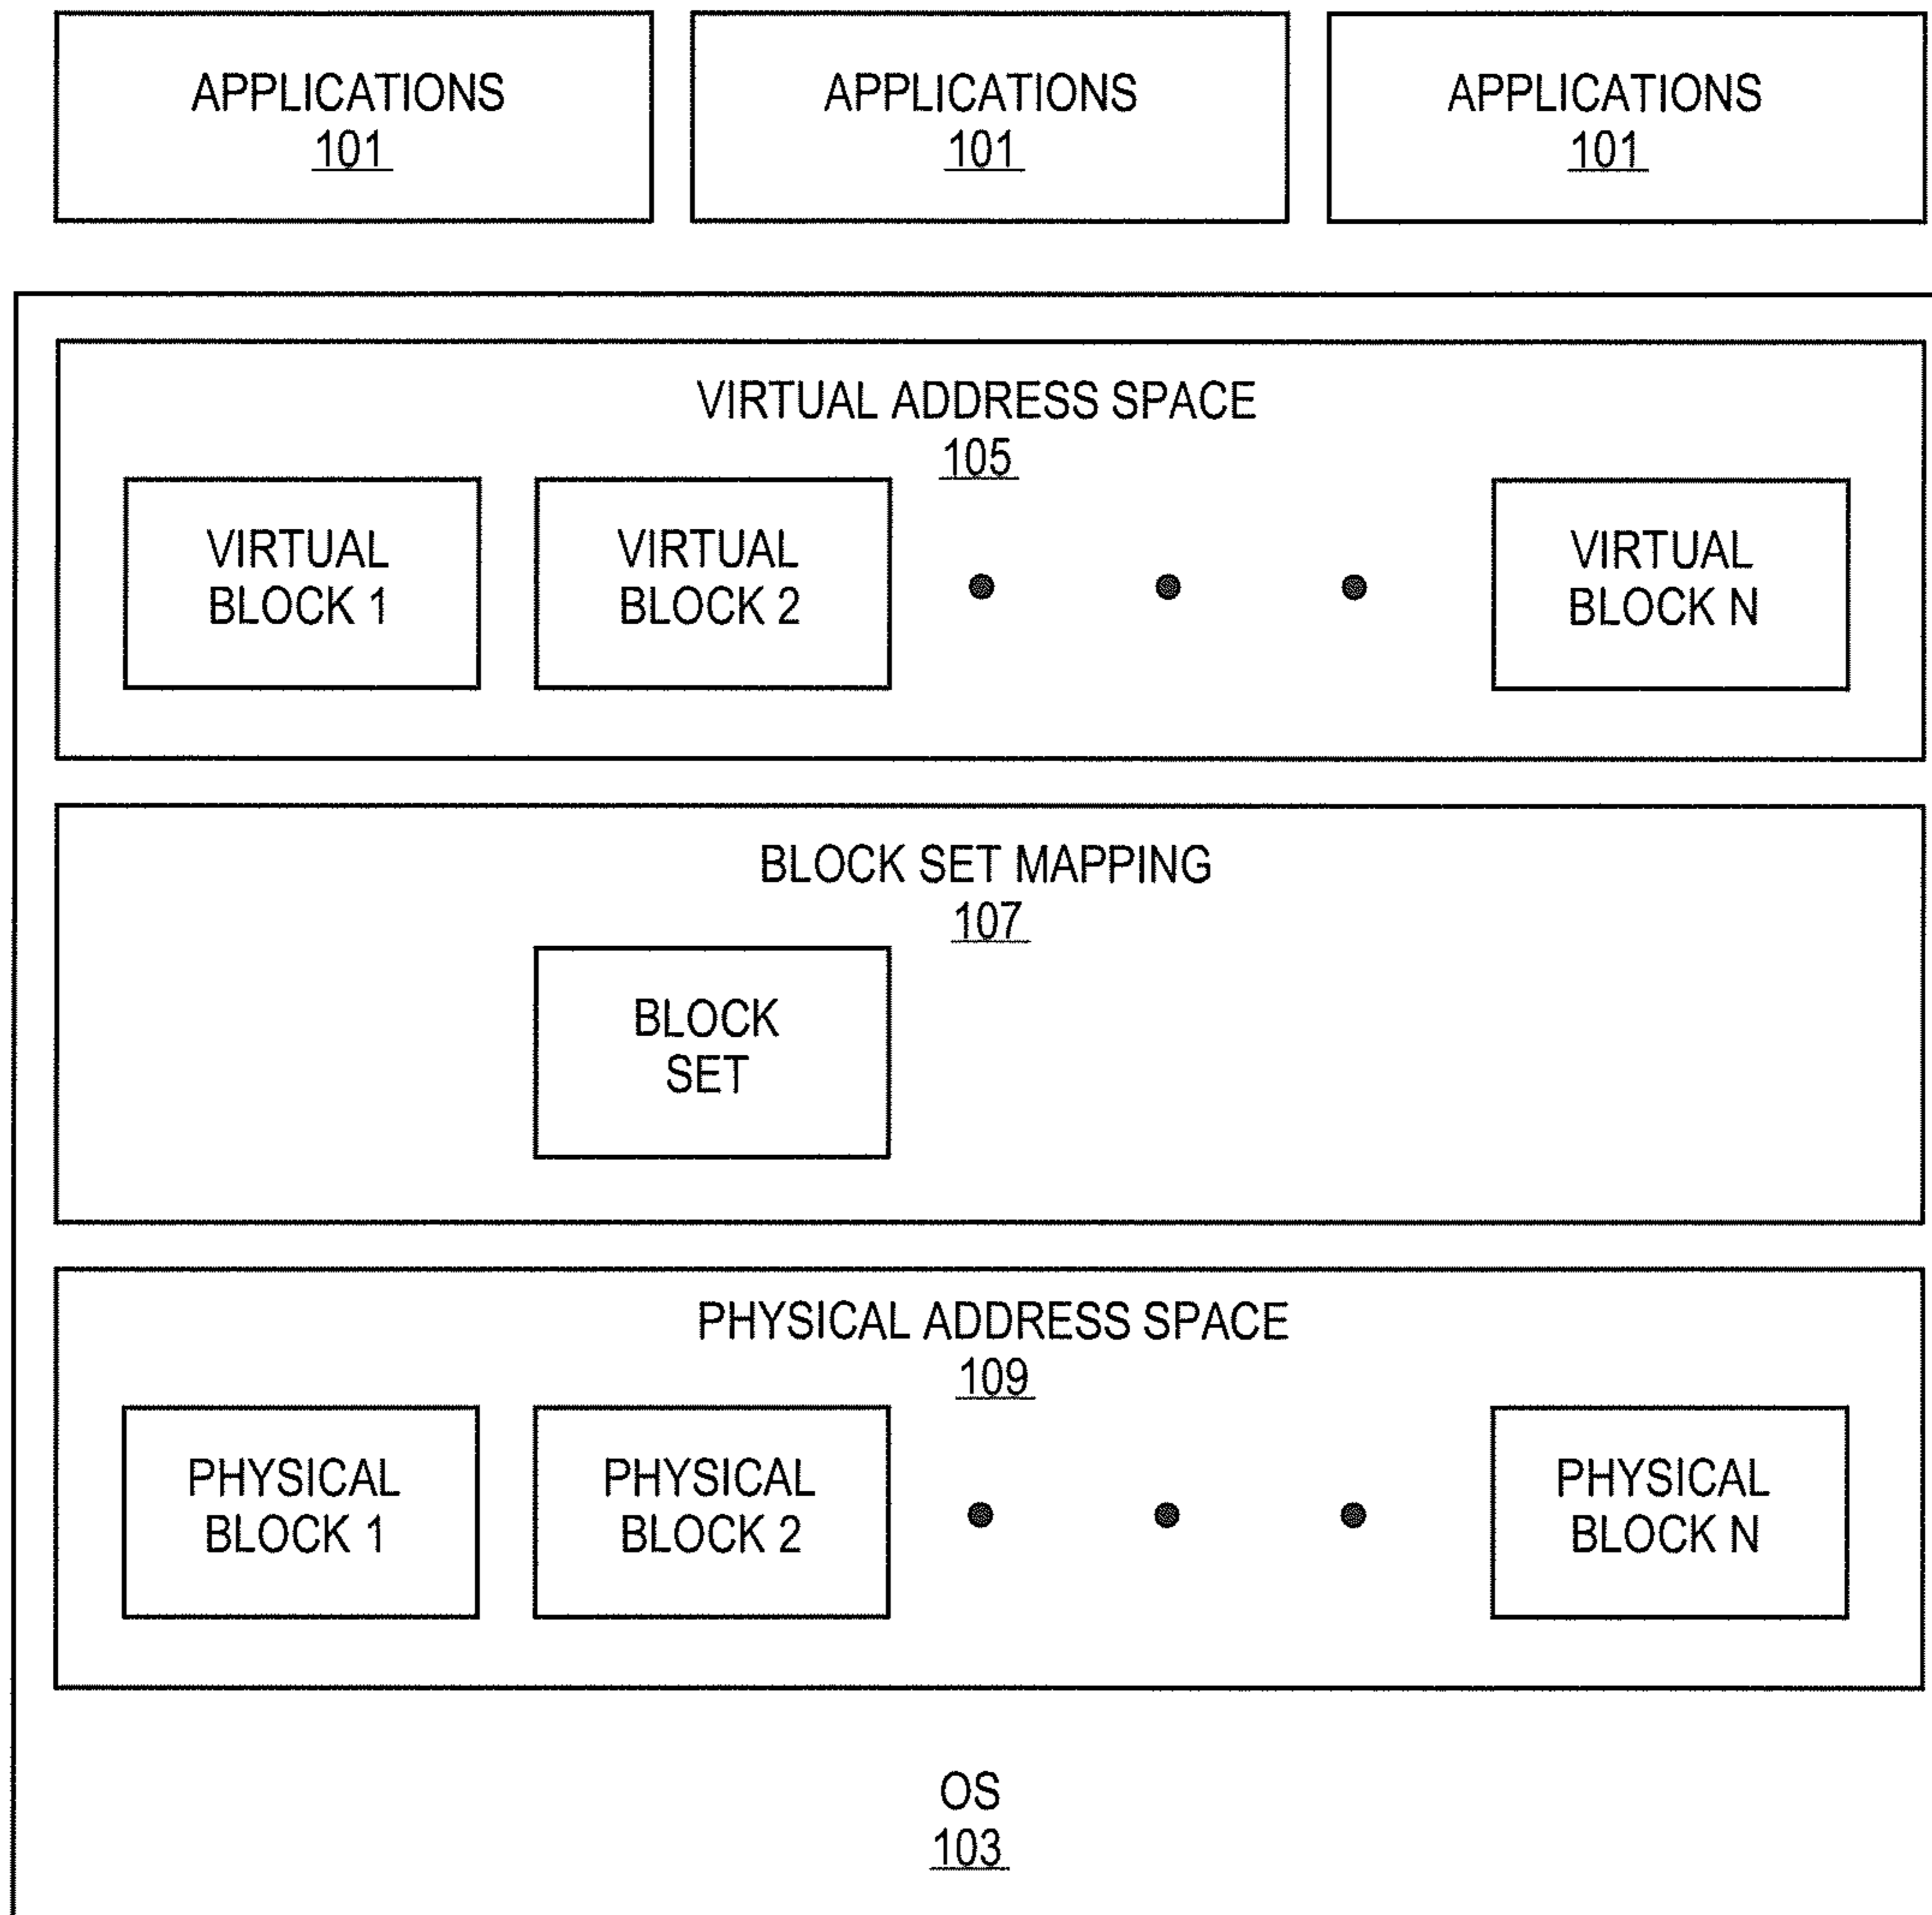 APPLICATIONS
101
APPLICATIONS
101
APPLICATIONS
101
VIRTUAL ADDRESS SPACE
105
VIRTUAL
BLOCK 1
VIRTUAL
BLOCK 2
VIRTUAL
BLOCK N
BLOCK SET MAPPING
107
BLOCK
SET
PHYSICAL ADDRESS SPACE
109
PHYSICAL
BLOCK 1
PHYSICAL
BLOCK 2
PHYSICAL
BLOCK N
OS
103